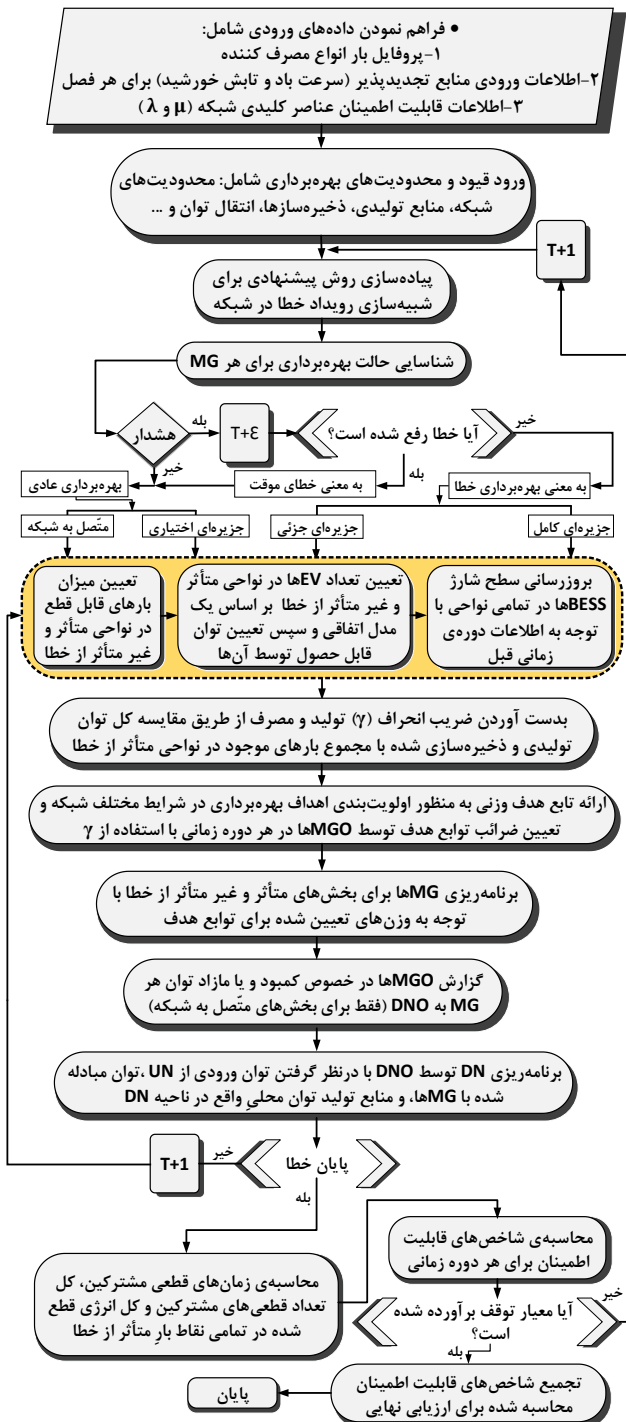 • فراهم نمودن داده‌های ورودی شامل:
۱-پروفایل بار انواع مصرف کننده
۲-اطلاعات ورودی منابع تجدیدپذیر (سرعت باد و تابش خورشید) برای هر فصل
۳-اطلاعات قابلیت اطمینان عناصر کلیدی شبکه (μ و λ)
ورود قیود و محدودیت‌های بهره‌برداری شامل: محدودیت‌های
شبکه، منابع تولیدی، ذخیره‌سازها، انتقال توان و ...
T+1
پیاده‌سازی روش پیشنهادی برای
شبیه‌سازی رویداد خطا در شبکه
شناسایی حالت بهره‌برداری برای هر MG
هشدار
بله
خیر
T+Ɛ
آیا خطا رفع شده است؟
خیر
بله
به معنی بهره‌برداری خطا
به معنی خطای موقت
بهره‌برداری عادی
جزیره‌ای کامل
جزیره‌ای جزئی
جزیره‌ای اختیاری
متّصل به شبکه
تعیین میزان
بارهای قابل قطع
در نواحی متأثر و
غیر متأثر از خطا
تعیین تعداد EVها در نواحی متأثر
و غیر متأثر از خطا بر اساس یک
مدل اتفاقی و سپس تعیین توان
قابل حصول توسط آن‌ها
بروزرسانی سطح شارژ
BESSها در تمامی نواحی با
توجه به اطلاعات دوره‌ی
زمانی قبل
بدست آوردن ضریب انحراف (γ) تولید و مصرف از طریق مقایسه کل توان
تولیدی و ذخیره‌سازی شده با مجموع بارهای موجود در نواحی متأثر از خطا
ارائه تابع هدف وزنی به منظور اولویت‌بندی اهداف بهره‌برداری در شرایط مختلف شبکه و
تعیین ضرائب توابع هدف توسط MGOها در هر دوره زمانی با استفاده از γ
برنامه‌ریزی MGها برای بخش‌های متأثر و غیر متأثر از خطا با
توجه به وزن‌های تعیین شده برای توابع هدف
گزارش MGOها در خصوص کمبود و یا مازاد توان هر
MG به DNO (فقط برای بخش‌های متّصل به شبکه)
برنامه‌ریزی DN توسط DNO با درنظر گرفتن توان ورودی از UN، توان مبادله
شده با MGها، و منابع تولید توان محلیِ واقع در ناحیه DN
پایان خطا
خیر
T+1
بله
محاسبه‌ی زمان‌های قطعی مشترکین، کل
تعداد قطعی‌های مشترکین و کل انرژی قطع
شده در تمامی نقاط بارِ متأثر از خطا
محاسبه‌ی شاخص‌های قابلیت
اطمینان برای هر دوره زمانی
آیا معیار توقف برآورده شده
است؟
خیر
بله
تجمیع شاخص‌های قابلیت اطمینان
محاسبه شده برای ارزیابی نهایی
پایان